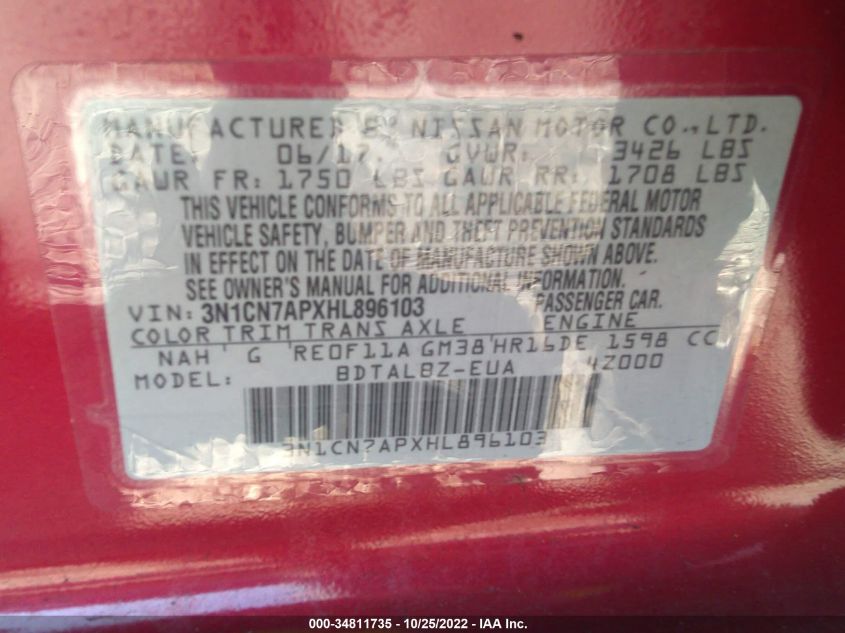 MANUFACTURED BY NISSAN MOTOR CO.,LTD.
DATE: 06/17. GVWR: 3426 LBS
GAWR FR: 1750 LBS GAWR RR: 1708 LBS
THIS VEHICLE CONFORMS TO ALL APPLICABLE FEDERAL MOTOR
VEHICLE SAFETY, BUMPER AND THEFT PREVENTION STANDARDS
IN EFFECT ON THE DATE OF MANUFACTURE SHOWN ABOVE.
SEE OWNER'S MANUAL FOR ADDITIONAL INFORMATION.
VIN: 3N1CN7APXHL896103 PASSENGER CAR.
COLOR TRIM TRANS AXLE ENGINE
NAH G RE0F11A GM38 HR16DE 1598 CC
MODEL: BDTALBZ-EUA 4Z000
3N1CN7APXHL896103
000-34811735 - 10/25/2022 - IAA Inc.